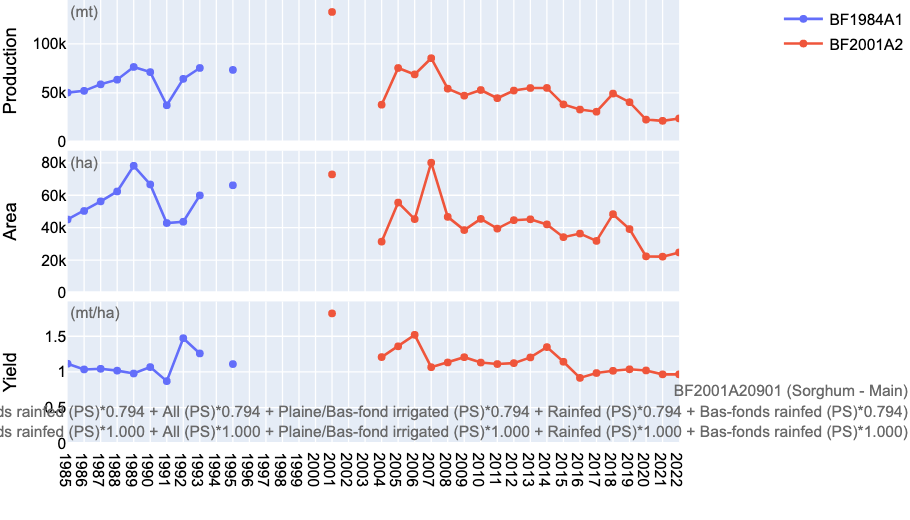 (mt)
BF1984A1
BF2001A2
Production
100k
50k
0
(ha)
Area
80k
60k
40k
20k
0
(mt/ha)
Yield
1.5
1
0.5
0
BF2001A20901 (Sorghum - Main)
ds rainfed (PS)*0.794 + All (PS)*0.794 + Plaine/Bas-fond irrigated (PS)*0.794 + Rainfed (PS)*0.794 + Bas-fonds rainfed (PS)*0.794)
ds rainfed (PS)*1.000 + All (PS)*1.000 + Plaine/Bas-fond irrigated (PS)*1.000 + Rainfed (PS)*1.000 + Bas-fonds rainfed (PS)*1.000)
1985 1986 1987 1988 1989 1990 1991 1992 1993 1994 1995 1996 1997 1998 1999 2000 2001 2002 2003 2004 2005 2006 2007 2008 2009 2010 2011 2012 2013 2014 2015 2016 2017 2018 2019 2020 2021 2022